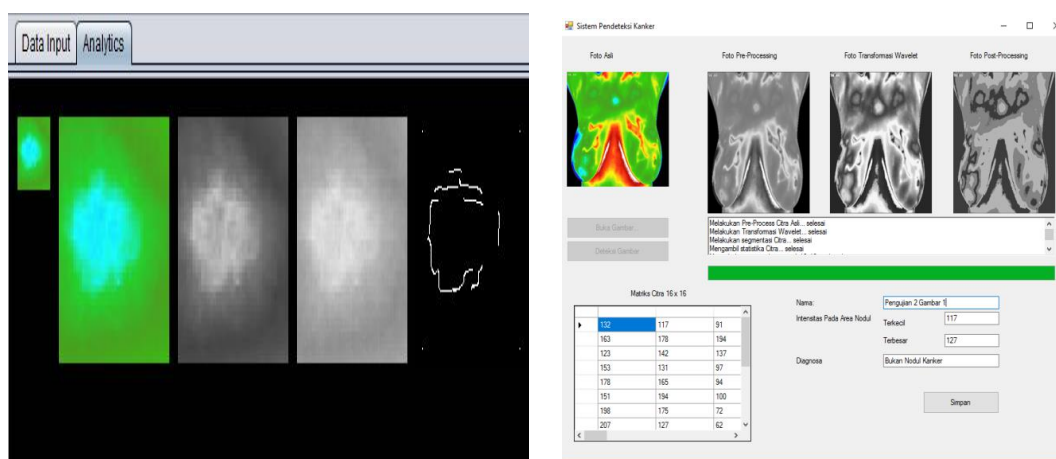 Data Input
Analytics
Sistem Pendeteksi Kanker
Foto Asli
Foto Pre-Processing
Foto Transformasi Wavelet
Foto Post-Processing
Buka Gambar...
Deteksi Gambar
Melakukan Pre-Process Citra Asli... selesai
Melakukan Transformasi Wavelet... selesai
Melakukan segmentasi Citra... selesai
Mengambil statistika Citra... selesai
Matriks Citra 16 x 16
132 117 91
163 178 194
123 142 137
153 131 97
178 165 94
151 194 100
198 175 72
207 127 62
Nama: Pengujian 2 Gambar 1
Intensitas Pada Area Nodul
Terkecil 117
Terbesar 127
Diagnosa Bukan Nodul Kanker
Simpan